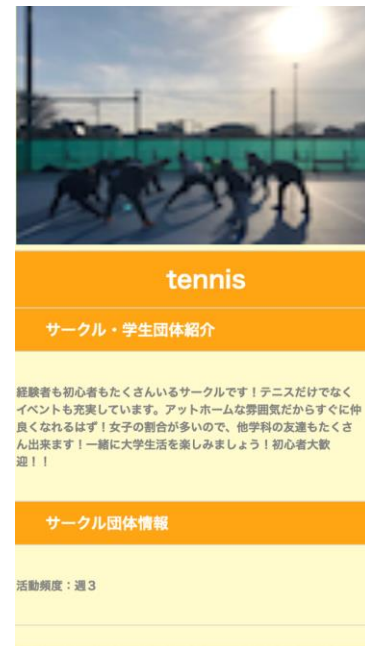 tennis
サークル・学生団体紹介
経験者も初心者もたくさんいるサークルです！テニスだけでなく
イベントも充実しています。アットホームな雰囲気だからすぐに仲
良くなれるはず！女子の割合が多いので、他学科の友達もたくさ
ん出来ます！一緒に大学生活を楽しみましょう！初心者大歓
迎！！
サークル団体情報
活動頻度：週３